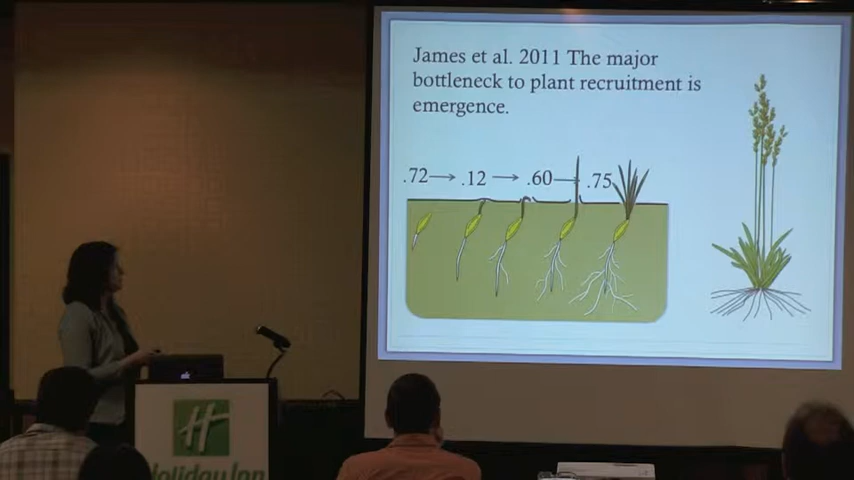 James et al. 2011 The major
bottleneck to plant recruitment is
emergence.
.72 .12 .60 .75
H
Holiday Inn